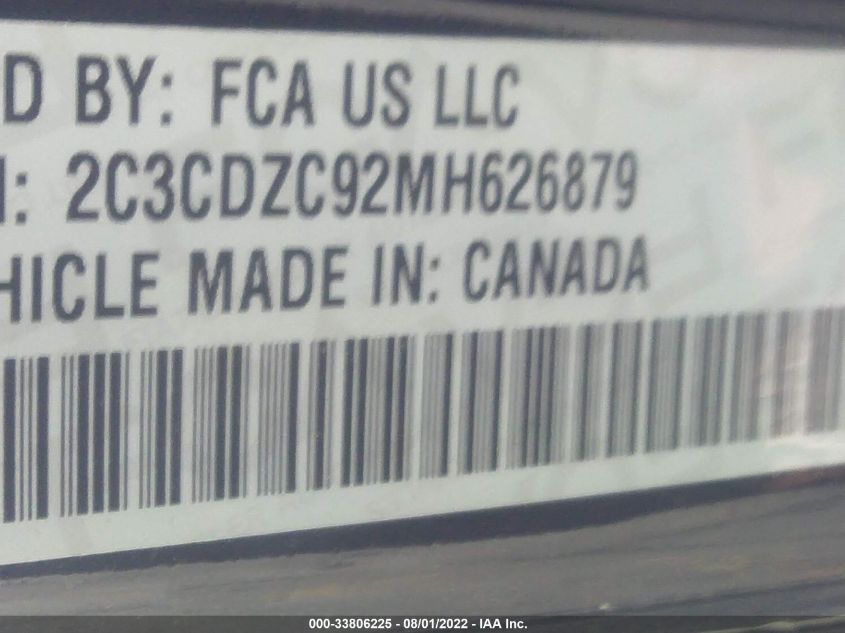 D BY: FCA US LLC
: 2C3CDZC92MH626879
HICLE MADE IN: CANADA
000-33806225 - 08/01/2022 - IAA Inc.